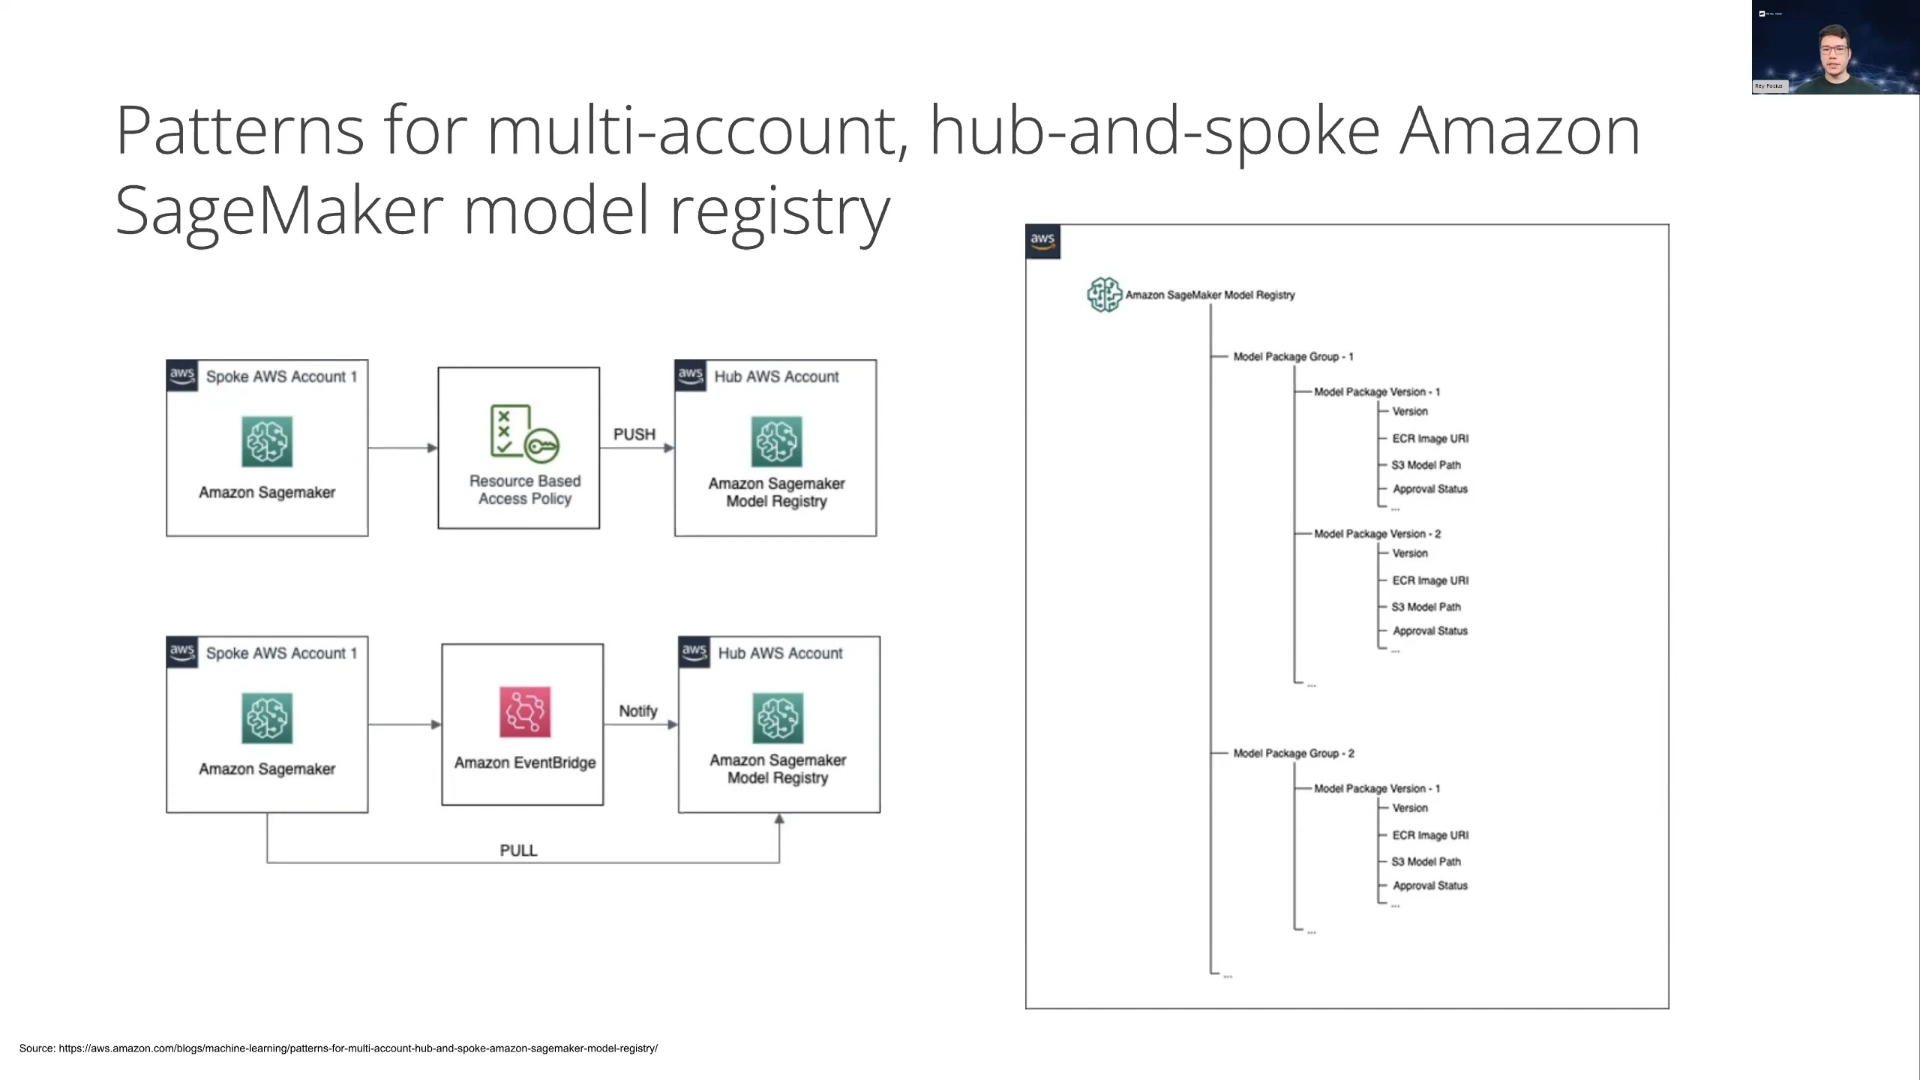 Patterns for multi-account, hub-and-spoke Amazon
SageMaker model registry
aws
Spoke AWS Account 1
Amazon Sagemaker
Resource Based
Access Policy
PUSH
aws
Hub AWS Account
Amazon Sagemaker
Model Registry
aws
Spoke AWS Account 1
Amazon Sagemaker
Amazon EventBridge
Notify
aws
Hub AWS Account
Amazon Sagemaker
Model Registry
PULL
aws
Amazon SageMaker Model Registry
Model Package Group - 1
Model Package Version - 1
Version
ECR Image URI
S3 Model Path
Approval Status
...
Model Package Version - 2
Version
ECR Image URI
S3 Model Path
Approval Status
...
...
Model Package Group - 2
Model Package Version - 1
Version
ECR Image URI
S3 Model Path
Approval Status
...
...
...
Source: https://aws.amazon.com/blogs/machine-learning/patterns-for-multi-account-hub-and-spoke-amazon-sagemaker-model-registry/